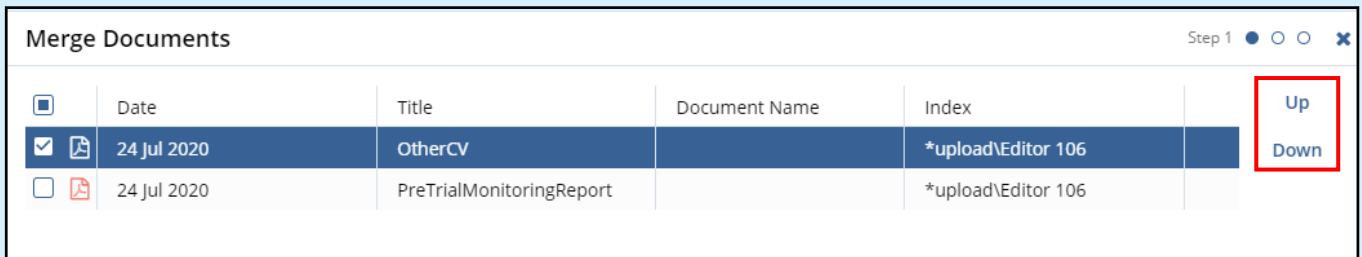 Merge Documents Step 1
Date Title Document Name Index Up
24 Jul 2020 OtherCV *upload\Editor 106 Down
24 Jul 2020 PreTrialMonitoringReport *upload\Editor 106